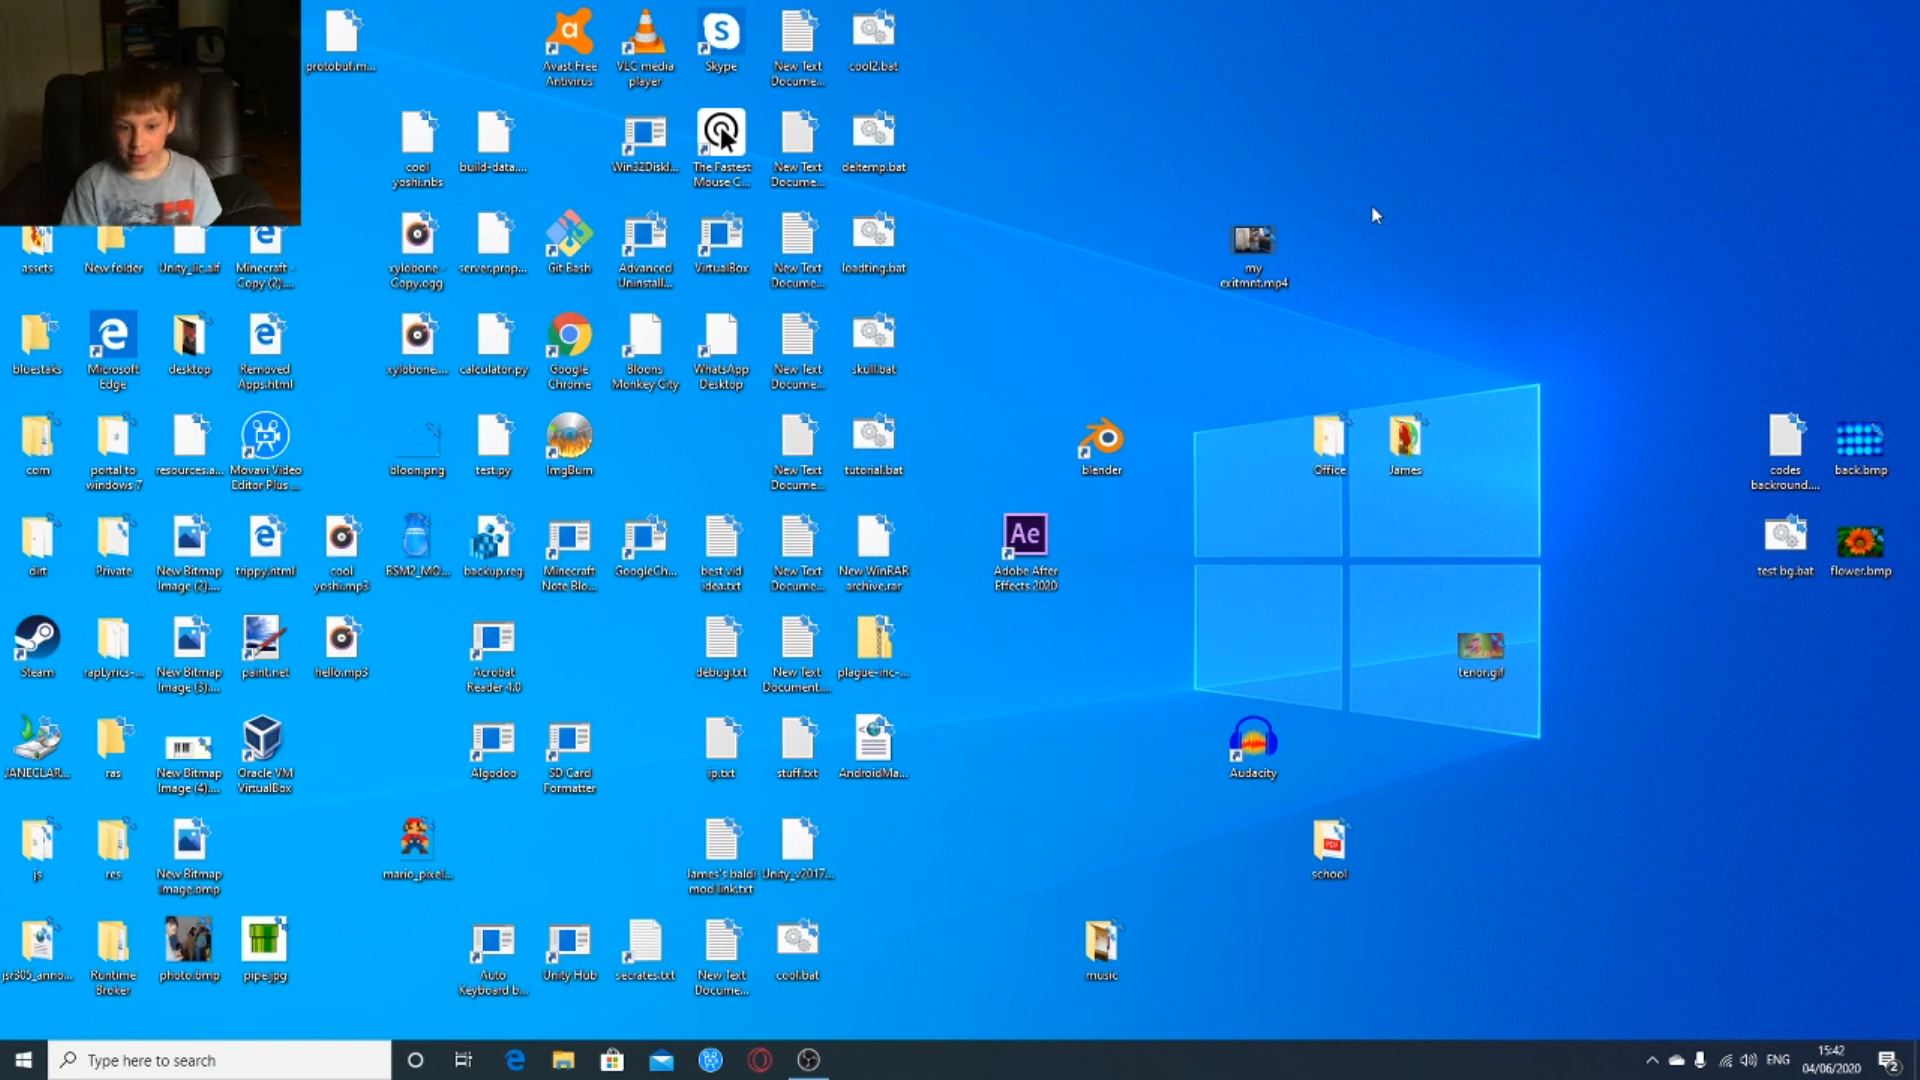 protobuf.m...
Avast Free
Antivirus
VLC media
player
Skype
New Text
Docume...
cool2.bat
cool
yoshi.nbs
build-data....
Win32DiskI...
The Fastest
Mouse C...
New Text
Docume...
deltemp.bat
assets
New folder
Unity_lic.alf
Minecraft -
Copy (2)....
xylobone -
Copy.ogg
server.prop...
Git Bash
Advanced
Uninstall...
VirtualBox
New Text
Docume...
loadting.bat
my
exitmnt.mp4
bluestaks
Microsoft
Edge
desktop
Removed
Apps.html
xylobone....
calculator.py
Google
Chrome
Bloons
Monkey City
WhatsApp
Desktop
New Text
Docume...
skull.bat
com
portal to
windows 7
resources.a...
Movavi Video
Editor Plus ...
bloon.png
test.py
ImgBurn
New Text
Docume...
tutorial.bat
blender
Office
James
codes
backround....
back.bmp
dirt
Private
New Bitmap
Image (2)....
trippy.html
cool
yoshi.mp3
BSM2_MO...
backup.reg
Minecraft
Note Blo...
GoogleCh...
best vid
idea.txt
New Text
Docume...
New WinRAR
archive.rar
Ae
Adobe After
Effects 2020
test bg.bat
flower.bmp
Steam
rapLyrics-...
New Bitmap
Image (3)....
paint.net
hello.mp3
Acrobat
Reader 4.0
debug.txt
New Text
Document....
plague-inc-...
tenor.gif
JANECLAR...
ras
New Bitmap
Image (4)....
Oracle VM
VirtualBox
Algodoo
SD Card
Formatter
ip.txt
stuff.txt
AndroidMa...
Audacity
js
res
New Bitmap
Image.bmp
mario_pixel...
James's baldi
mod link.txt
Unity_v2017...
PDF
school
jsr305_anno...
Runtime
Broker
photo.bmp
pipe.jpg
Auto
Keyboard b...
Unity Hub
secrates.txt
New Text
Docume...
cool.bat
music
Type here to search
ENG
15:42
04/06/2020
2